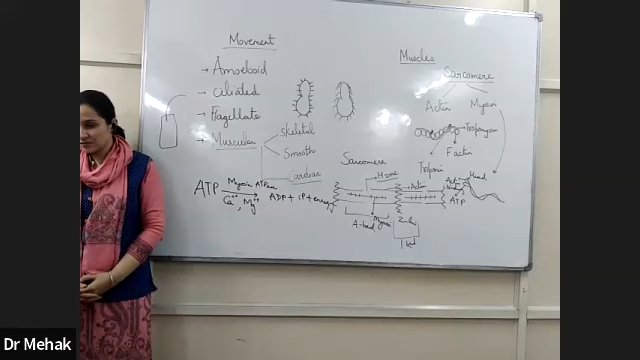 Movement
→ Amoeboid
→ Ciliated
→ Flagellate
→ Muscular
Skeletal
Smooth
Cardiac
ATP Myosin ATPase ADP + iP + energy
Ca++, Mg++
Muscles
Sarcomere
Actin Myosin
Tropomyosin
F actin
Troponin
Head
ATP
Sarcomere
H-zone
Actin
Myosin
A-band
Z-line
Dr Mehak